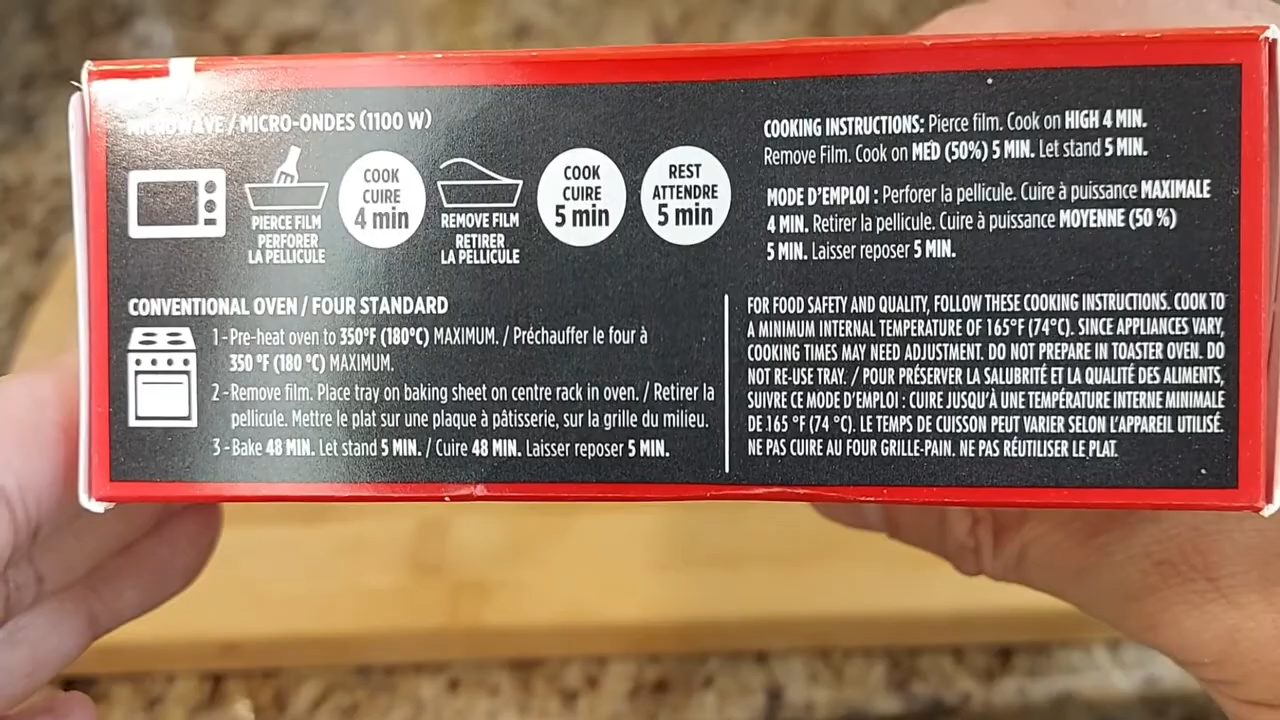 MICROWAVE / MICRO-ONDES (1100 W)
PIERCE FILM
PERFORER
LA PELLICULE
COOK
CUIRE
4 min
REMOVE FILM
RETIRER
LA PELLICULE
COOK
CUIRE
5 min
REST
ATTENDRE
5 min
COOKING INSTRUCTIONS: Pierce film. Cook on HIGH 4 MIN.
Remove Film. Cook on MED (50%) 5 MIN. Let stand 5 MIN.
MODE D'EMPLOI : Perforer la pellicule. Cuire à puissance MAXIMALE
4 MIN. Retirer la pellicule. Cuire à puissance MOYENNE (50 %)
5 MIN. Laisser reposer 5 MIN.
CONVENTIONAL OVEN / FOUR STANDARD
1-Pre-heat oven to 350°F (180°C) MAXIMUM. / Préchauffer le four à
350 °F (180 °C) MAXIMUM.
2-Remove film. Place tray on baking sheet on centre rack in oven. / Retirer la
pellicule. Mettre le plat sur une plaque à pâtisserie, sur la grille du milieu.
3-Bake 48 MIN. Let stand 5 MIN. / Cuire 48 MIN. Laisser reposer 5 MIN.
FOR FOOD SAFETY AND QUALITY, FOLLOW THESE COOKING INSTRUCTIONS. COOK TO
A MINIMUM INTERNAL TEMPERATURE OF 165°F (74°C). SINCE APPLIANCES VARY,
COOKING TIMES MAY NEED ADJUSTMENT. DO NOT PREPARE IN TOASTER OVEN. DO
NOT RE-USE TRAY. / POUR PRÉSERVER LA SALUBRITÉ ET LA QUALITÉ DES ALIMENTS,
SUIVRE CE MODE D'EMPLOI : CUIRE JUSQU'À UNE TEMPÉRATURE INTERNE MINIMALE
DE 165 °F (74 °C). LE TEMPS DE CUISSON PEUT VARIER SELON L'APPAREIL UTILISÉ.
NE PAS CUIRE AU FOUR GRILLE-PAIN. NE PAS RÉUTILISER LE PLAT.